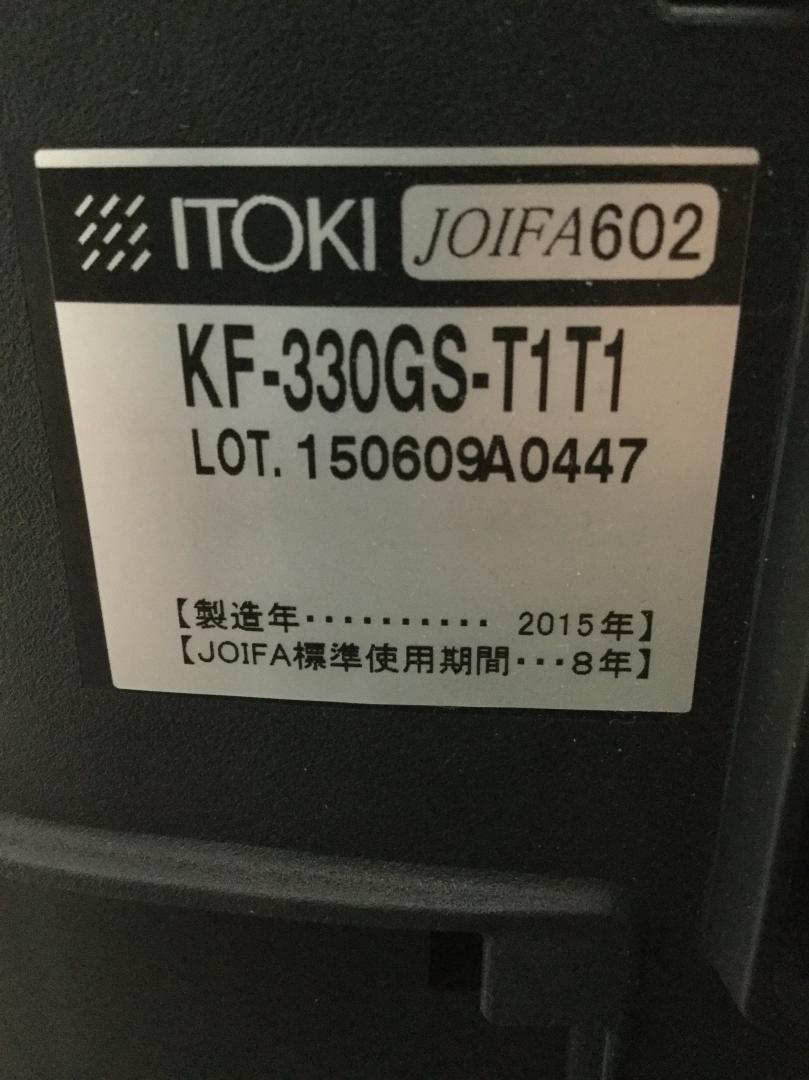 ITOKI JOIFA602
KF-330GS-T1T1
LOT. 150609A0447
【製造年・・・・・・・・・・ 2015年】
【JOIFA標準使用期間・・・8年】